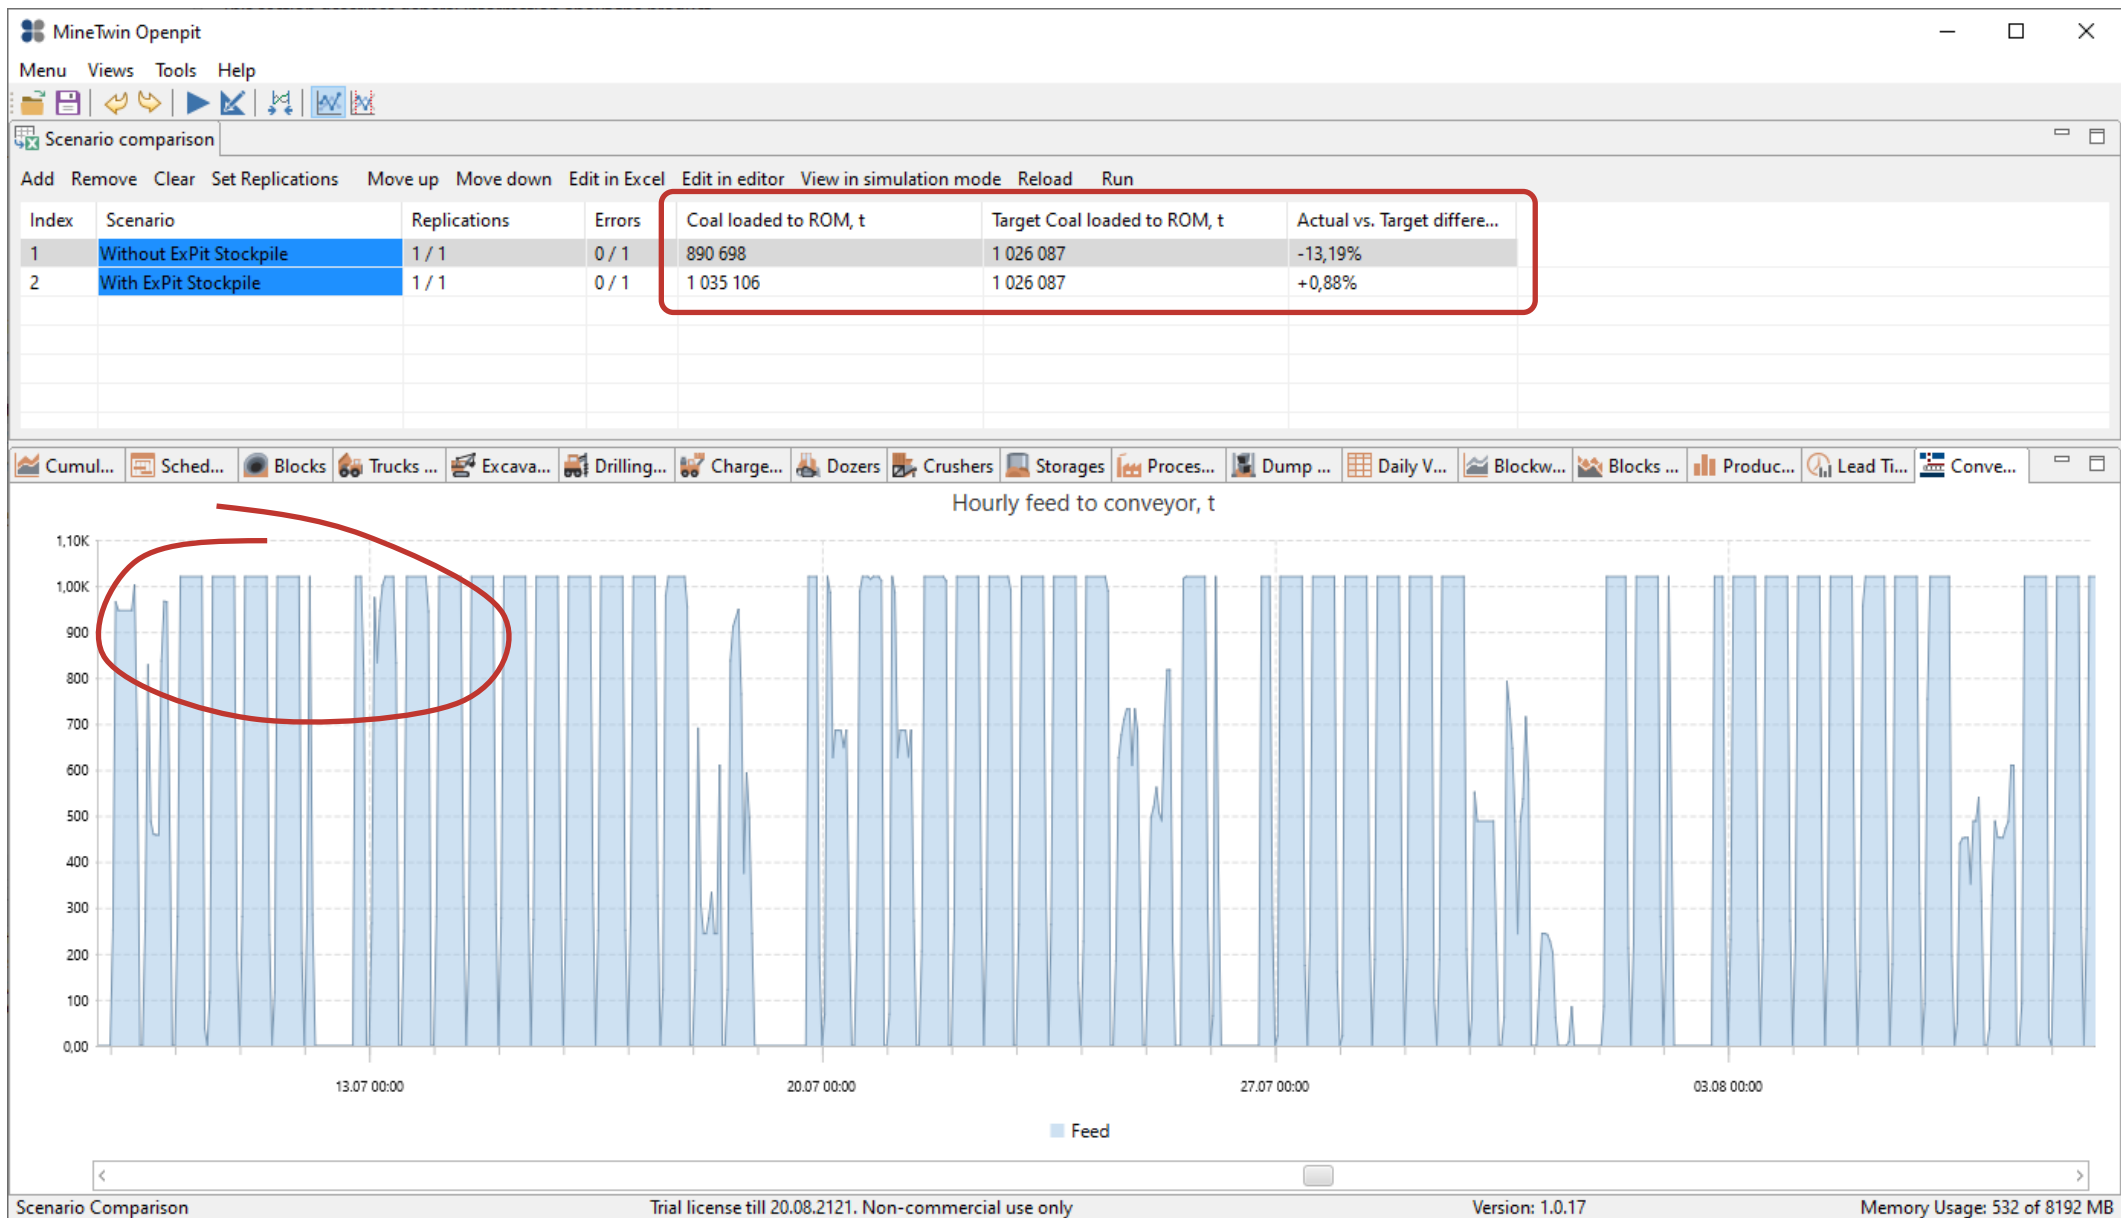 MineTwin Openpit
Menu Views Tools Help
Scenario comparison
Add Remove Clear Set Replications Move up Move down Edit in Excel Edit in editor View in simulation mode Reload Run
Index Scenario Replications Errors Coal loaded to ROM, t Target Coal loaded to ROM, t Actual vs. Target differe...
1 Without ExPit Stockpile 1 / 1 0 / 1 890 698 1 026 087 -13,19%
2 With ExPit Stockpile 1 / 1 0 / 1 1 035 106 1 026 087 +0,88%
Cumul... Sched... Blocks Trucks ... Excava... Drilling... Charge... Dozers Crushers Storages Proces... Dump ... Daily V... Blockw... Blocks ... Produc... Lead Ti... Conve...
Hourly feed to conveyor, t
1,10K
1,00K
900
800
700
600
500
400
300
200
100
0,00
13.07 00:00 20.07 00:00 27.07 00:00 03.08 00:00
Feed
Scenario Comparison Trial license till 20.08.2121. Non-commercial use only Version: 1.0.17 Memory Usage: 532 of 8192 MB